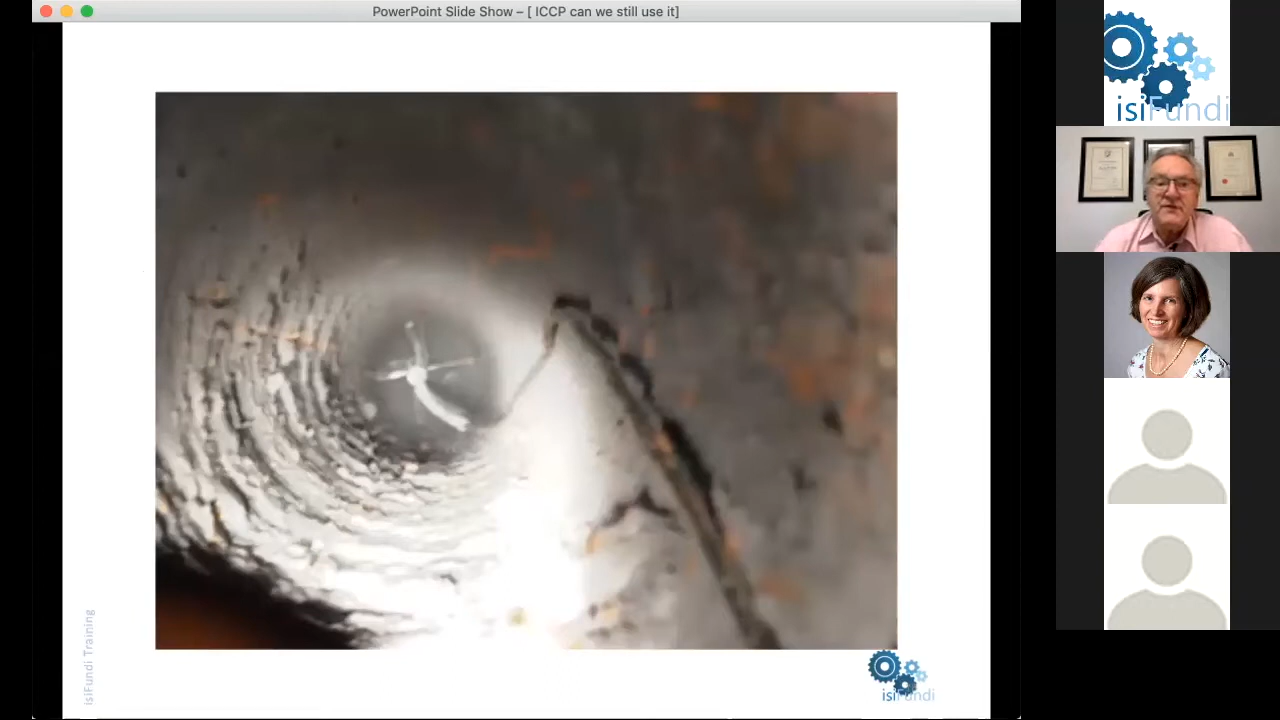 PowerPoint Slide Show – [ ICCP can we still use it]
isiFundi
isiFundi Training
isiFundi